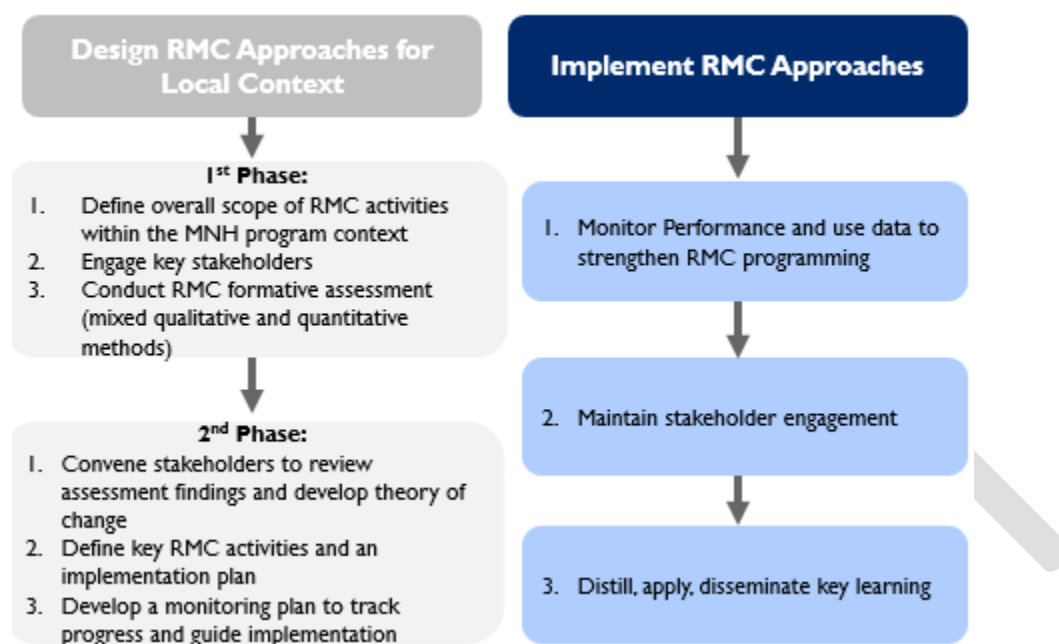 Design RMC Approaches for
Local Context
1st Phase:
1. Define overall scope of RMC activities
within the MNH program context
2. Engage key stakeholders
3. Conduct RMC formative assessment
(mixed qualitative and quantitative
methods)
2nd Phase:
1. Convene stakeholders to review
assessment findings and develop theory of
change
2. Define key RMC activities and an
implementation plan
3. Develop a monitoring plan to track
progress and guide implementation
Implement RMC Approaches
1. Monitor Performance and use data to
strengthen RMC programming
2. Maintain stakeholder engagement
3. Distill, apply, disseminate key learning